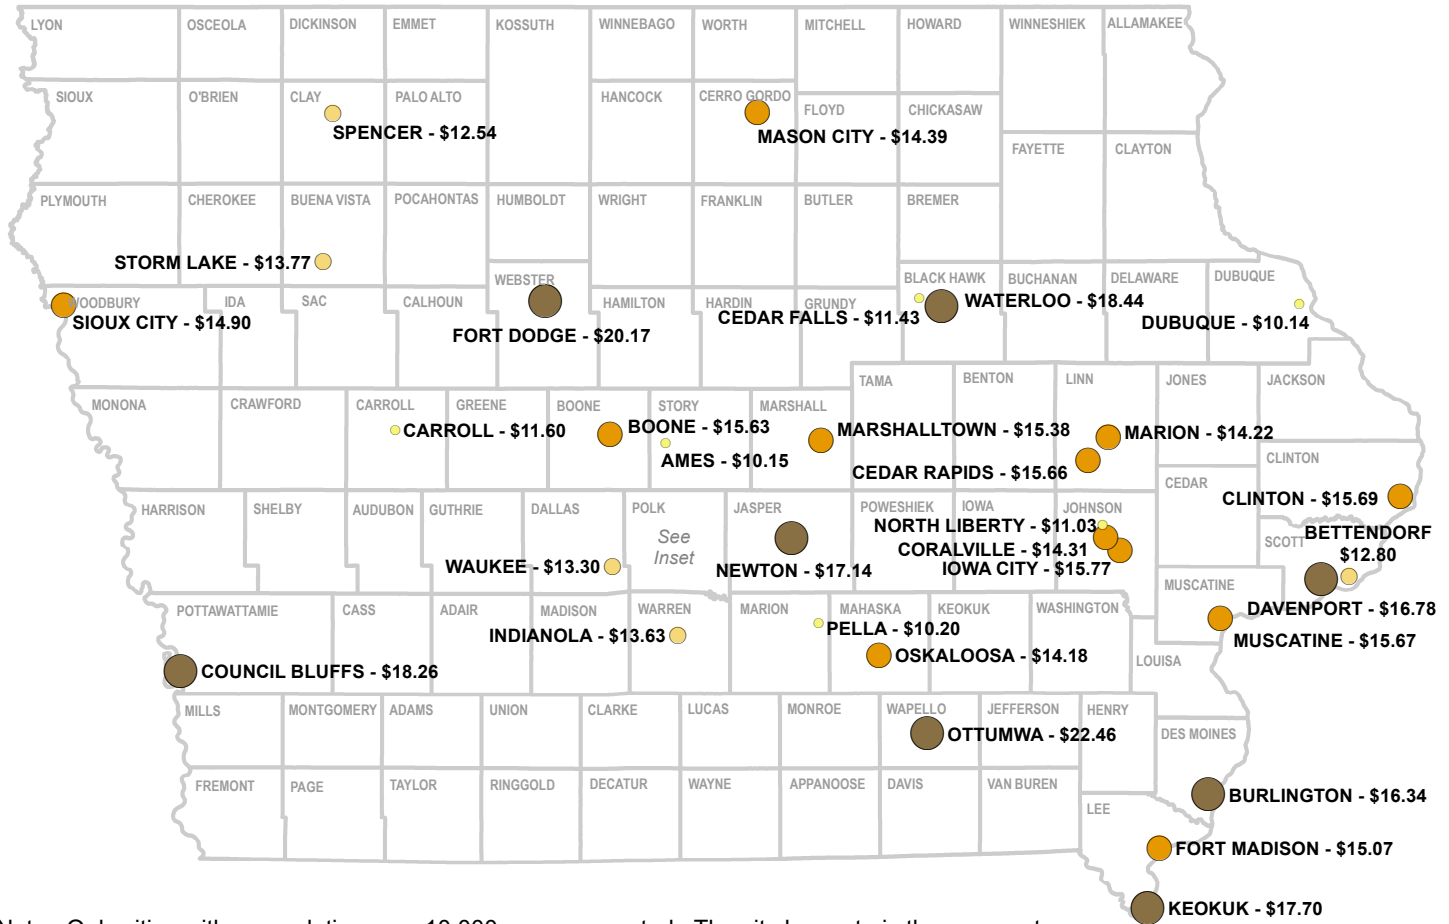 LYON OSCEOLA DICKINSON EMMET KOSSUTH WINNEBAGO WORTH MITCHELL HOWARD WINNESHIEK ALLAMAKEE
SIOUX O'BRIEN CLAY PALO ALTO HANCOCK CERRO GORDO FLOYD CHICKASAW
SPENCER - $12.54
MASON CITY - $14.39
FAYETTE CLAYTON
PLYMOUTH CHEROKEE BUENA VISTA POCAHONTAS HUMBOLDT WRIGHT FRANKLIN BUTLER BREMER
STORM LAKE - $13.77
WEBSTER BLACK HAWK BUCHANAN DELAWARE DUBUQUE
WOODBURY IDA SAC CALHOUN HAMILTON HARDIN GRUNDY
WATERLOO - $18.44
SIOUX CITY - $14.90
CEDAR FALLS - $11.43
DUBUQUE - $10.14
FORT DODGE - $20.17
TAMA BENTON LINN JONES JACKSON
MONONA CRAWFORD CARROLL GREENE BOONE STORY MARSHALL
CARROLL - $11.60
BOONE - $15.63
MARSHALLTOWN - $15.38
MARION - $14.22
AMES - $10.15
CEDAR RAPIDS - $15.66
CLINTON
CEDAR
CLINTON - $15.69
HARRISON SHELBY AUDUBON GUTHRIE DALLAS POLK JASPER POWESHIEK IOWA JOHNSON
See
Inset
NORTH LIBERTY - $11.03
CORALVILLE - $14.31
IOWA CITY - $15.77
SCOTT
BETTENDORF
$12.80
WAUKEE - $13.30
NEWTON - $17.14
MUSCATINE
DAVENPORT - $16.78
POTTAWATTAMIE CASS ADAIR MADISON WARREN MARION MAHASKA KEOKUK WASHINGTON
INDIANOLA - $13.63
PELLA - $10.20
MUSCATINE - $15.67
OSKALOOSA - $14.18
LOUISA
COUNCIL BLUFFS - $18.26
MILLS MONTGOMERY ADAMS UNION CLARKE LUCAS MONROE WAPELLO JEFFERSON HENRY
OTTUMWA - $22.46
DES MOINES
FREMONT PAGE TAYLOR RINGGOLD DECATUR WAYNE APPANOOSE DAVIS VAN BUREN
BURLINGTON - $16.34
LEE
FORT MADISON - $15.07
KEOKUK - $17.70